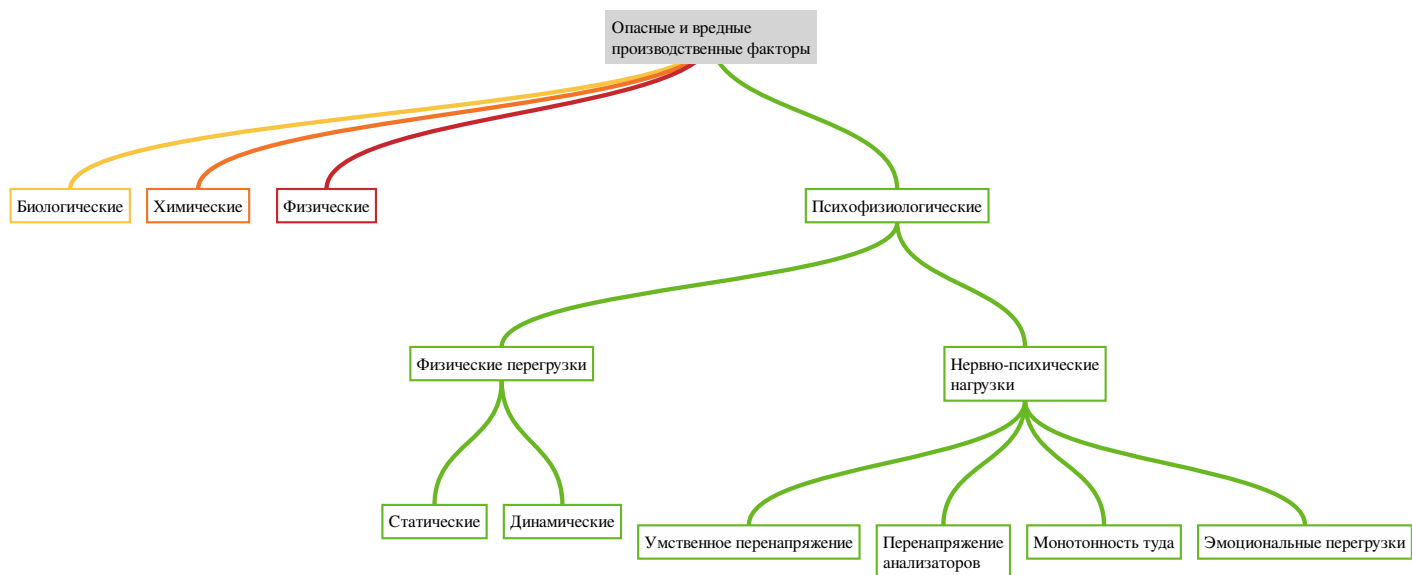 Опасные и вредные
производственные факторы
Биологические
Химические
Физические
Психофизиологические
Физические перегрузки
Нервно-психические
нагрузки
Статические
Динамические
Умственное перенапряжение
Перенапряжение
анализаторов
Монотонность туда
Эмоциональные перегрузки